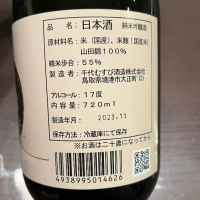 品名：日本酒 純米吟醸酒
原材料名：米（国産）、米麹（国産米）
山田錦100％
精米歩合：55％
製造者：千代むすび酒造株式会社
鳥取県境港市大正町
アルコール：17度
内容量：720ml
製造年月： 2023.11
保存方法：冷蔵庫にて保存
※お酒は二十歳になってから
4938995014626